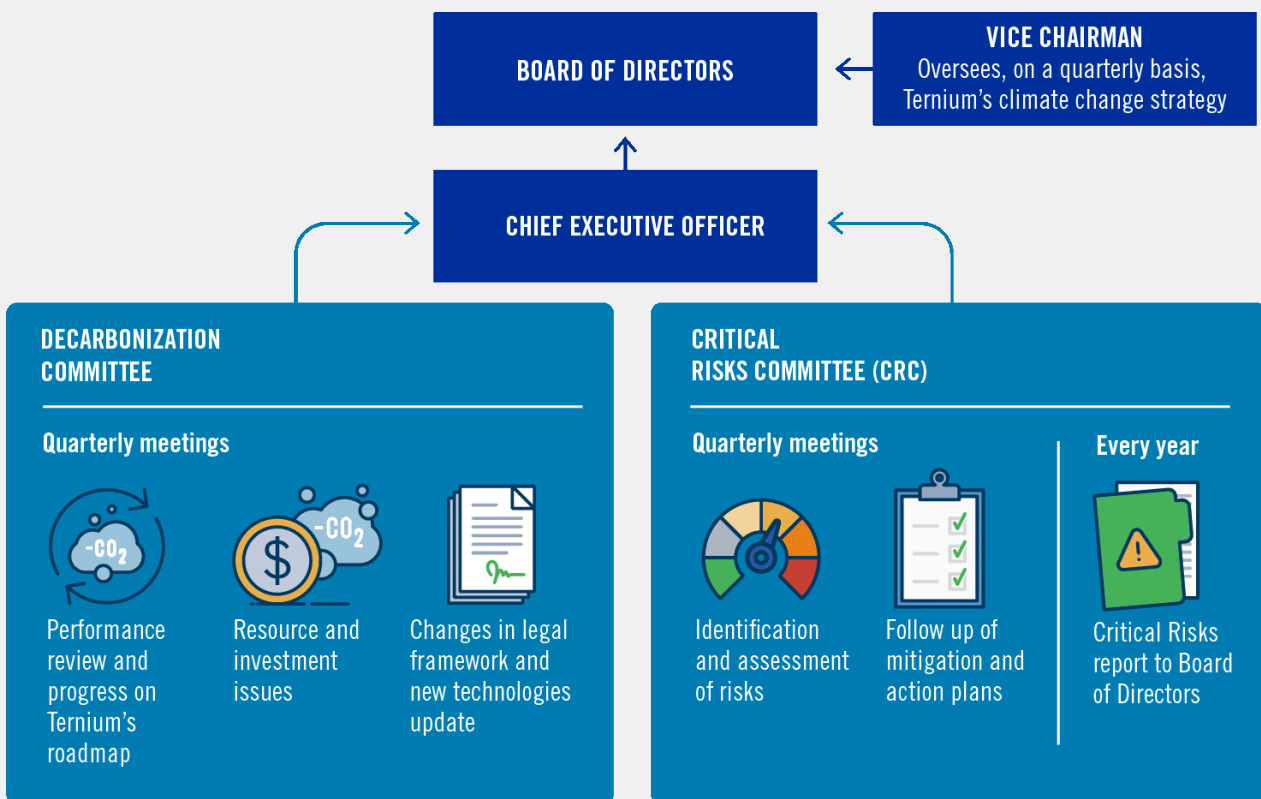 BOARD OF DIRECTORS
VICE CHAIRMAN
Oversees, on a quarterly basis,
Ternium’s climate change strategy
CHIEF EXECUTIVE OFFICER
DECARBONIZATION
COMMITTEE
Quarterly meetings
-CO₂
Performance
review and
progress on
Ternium’s
roadmap
$
-CO₂
Resource and
investment
issues
Changes in legal
framework and
new technologies
update
CRITICAL
RISKS COMMITTEE (CRC)
Quarterly meetings
Identification
and assessment
of risks
Follow up of
mitigation and
action plans
Every year
!
Critical Risks
report to Board
of Directors